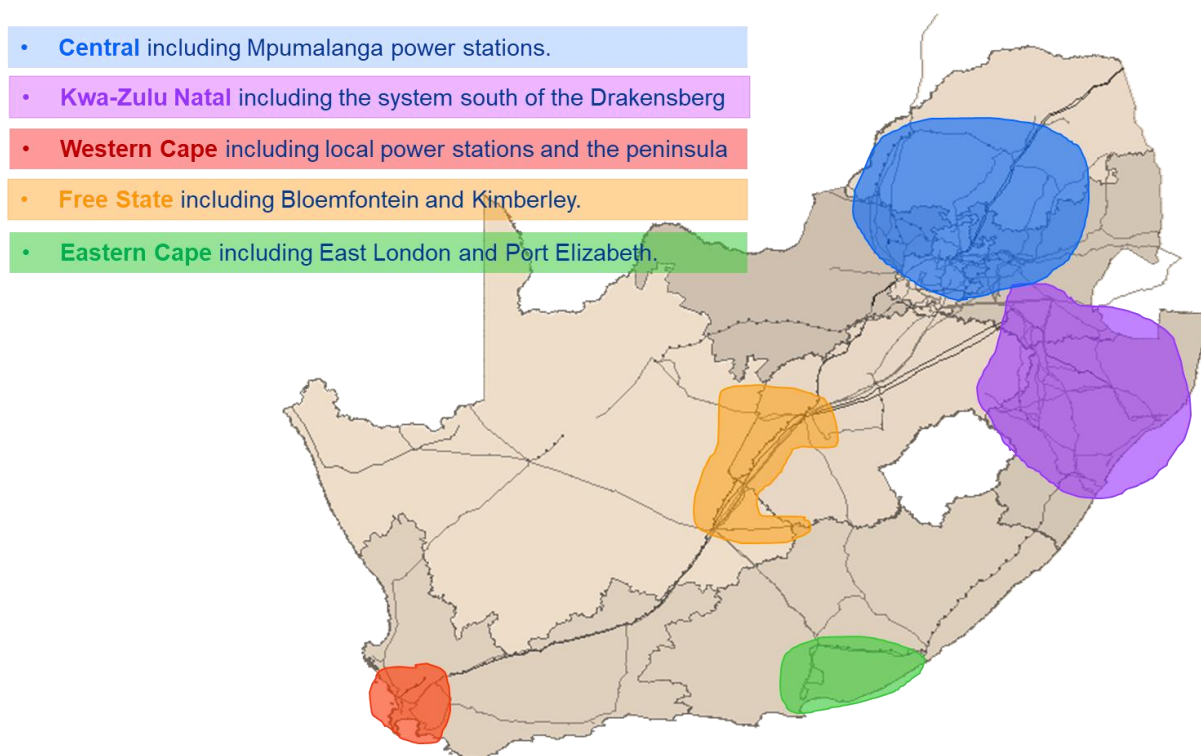 • Central including Mpumalanga power stations.
• Kwa-Zulu Natal including the system south of the Drakensberg
• Western Cape including local power stations and the peninsula
• Free State including Bloemfontein and Kimberley.
• Eastern Cape including East London and Port Elizabeth.